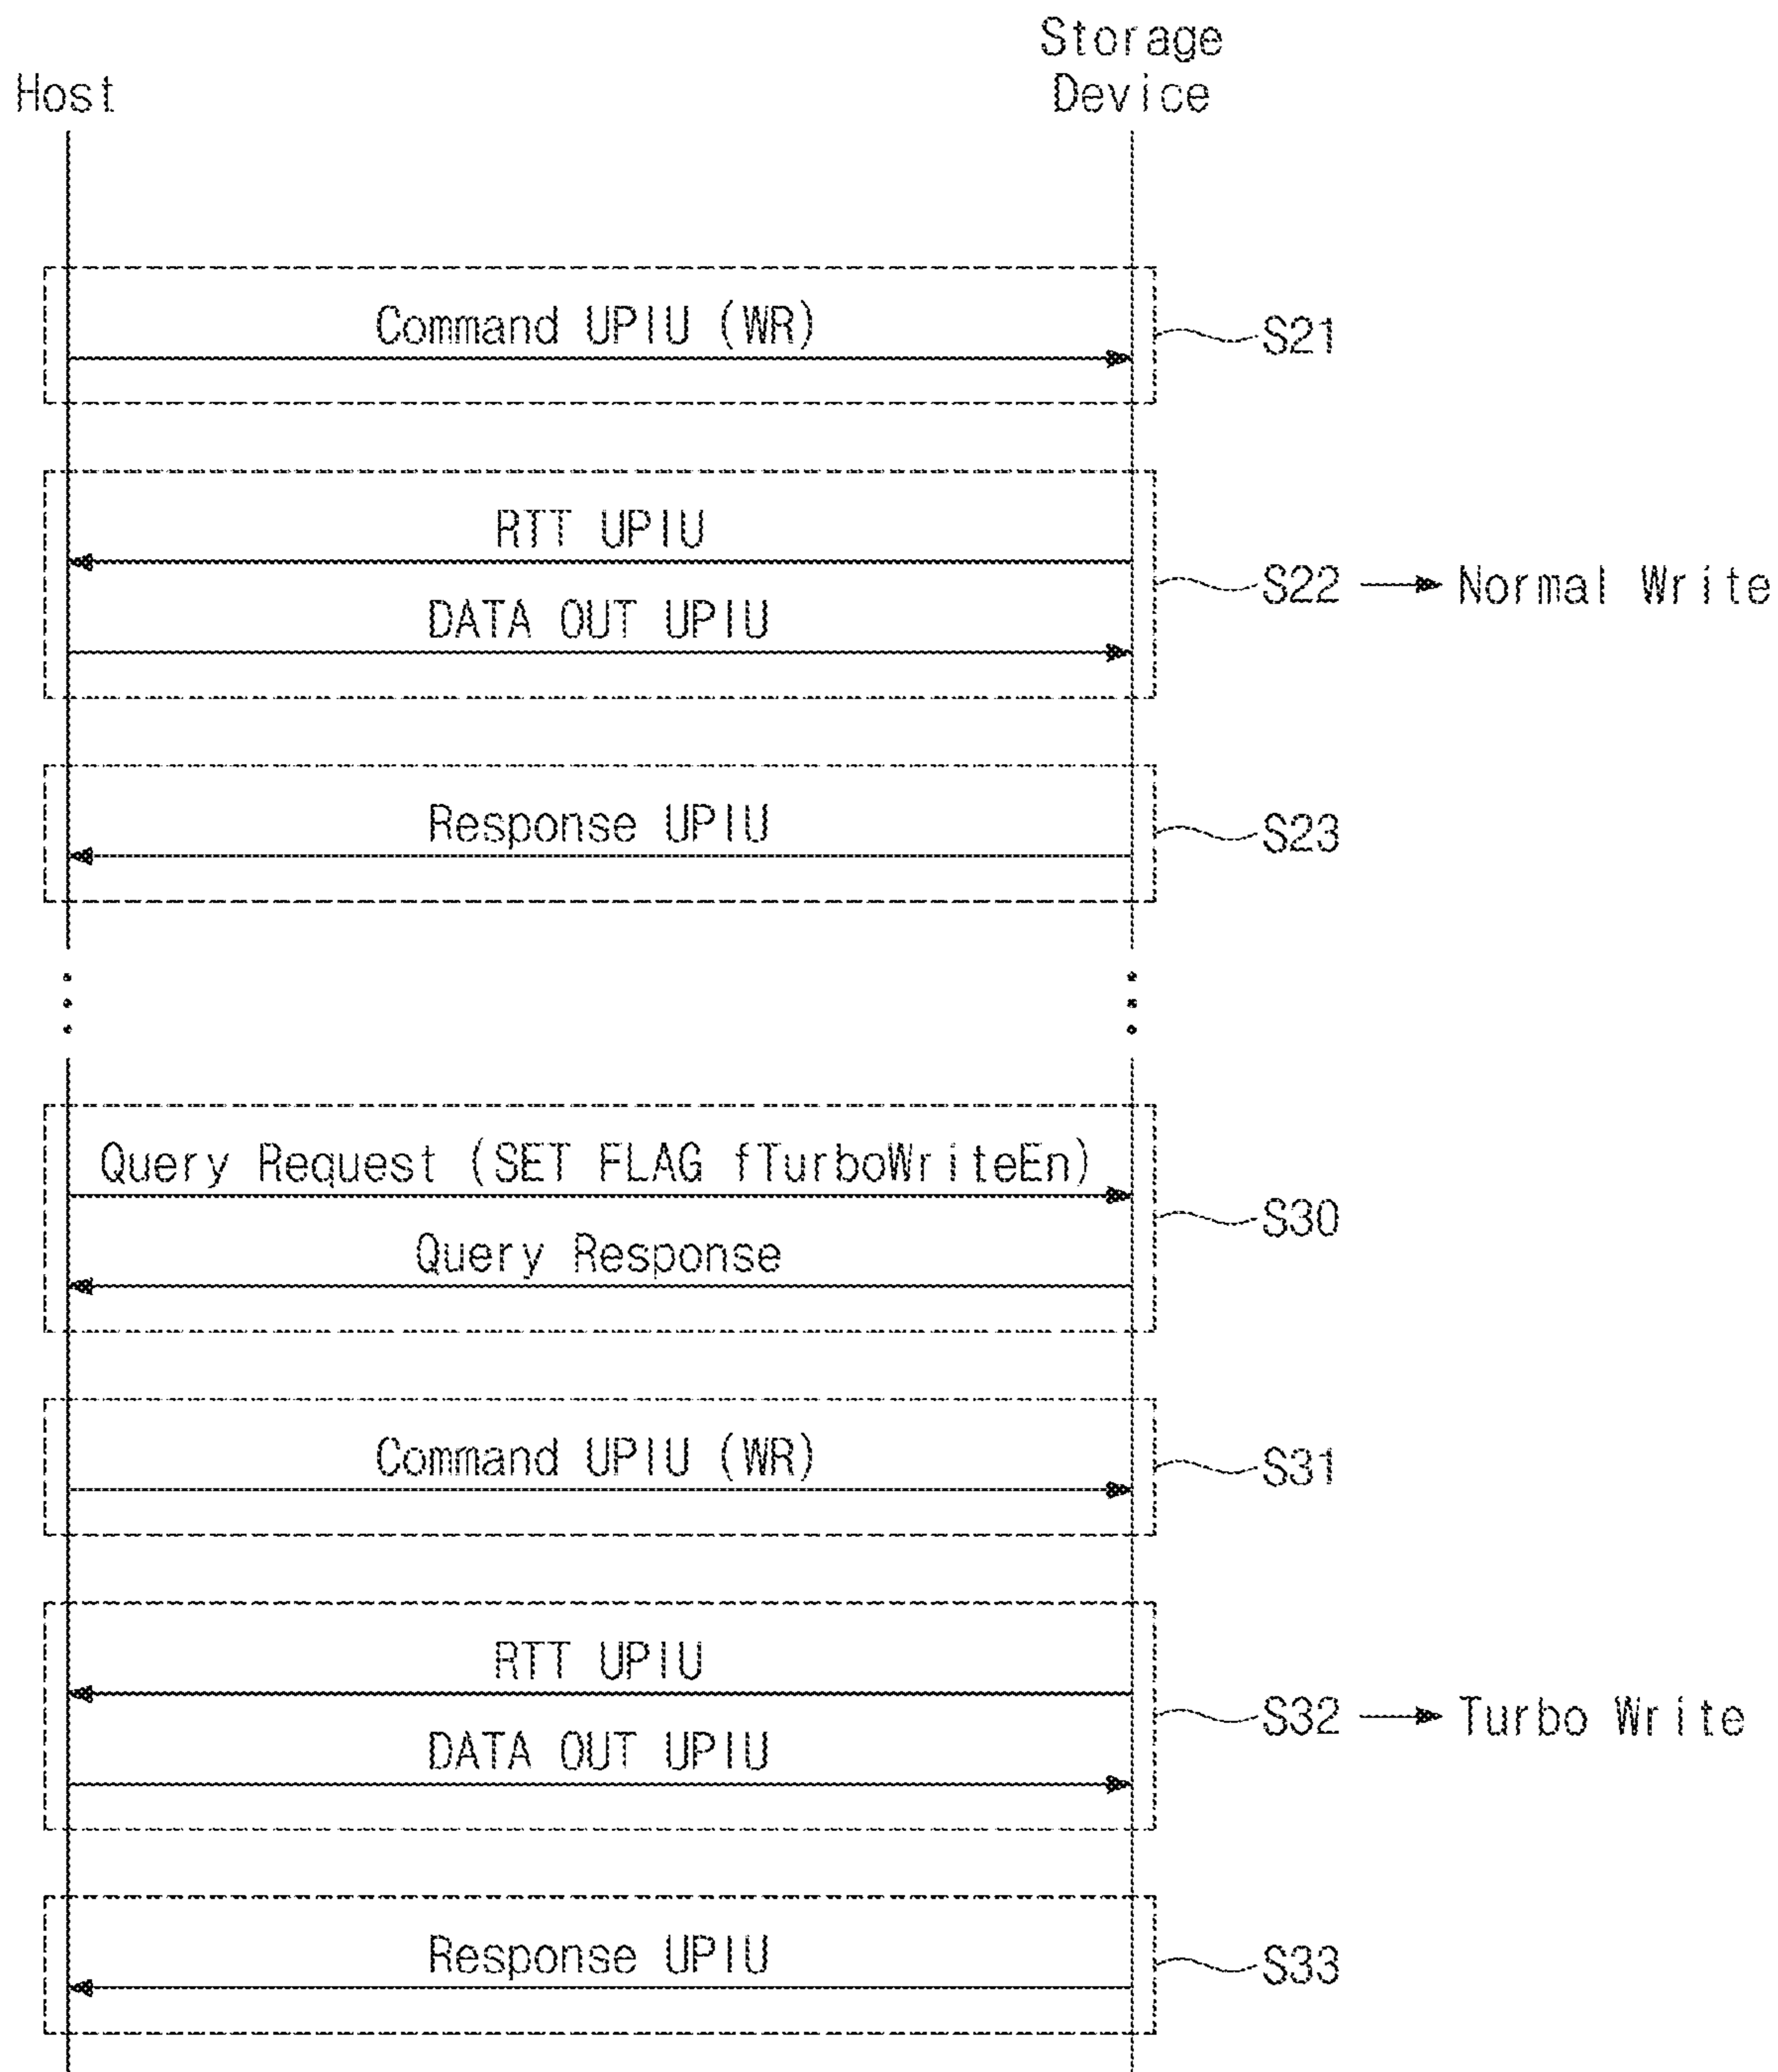 Host
Storage
Device
Command UPIU (WR)
S21
RTT UPIU
DATA OUT UPIU
S22
Normal Write
Response UPIU
S23
Query Request (SET FLAG fTurboWriteEn)
Query Response
S30
Command UPIU (WR)
S31
RTT UPIU
DATA OUT UPIU
S32
Turbo Write
Response UPIU
S33